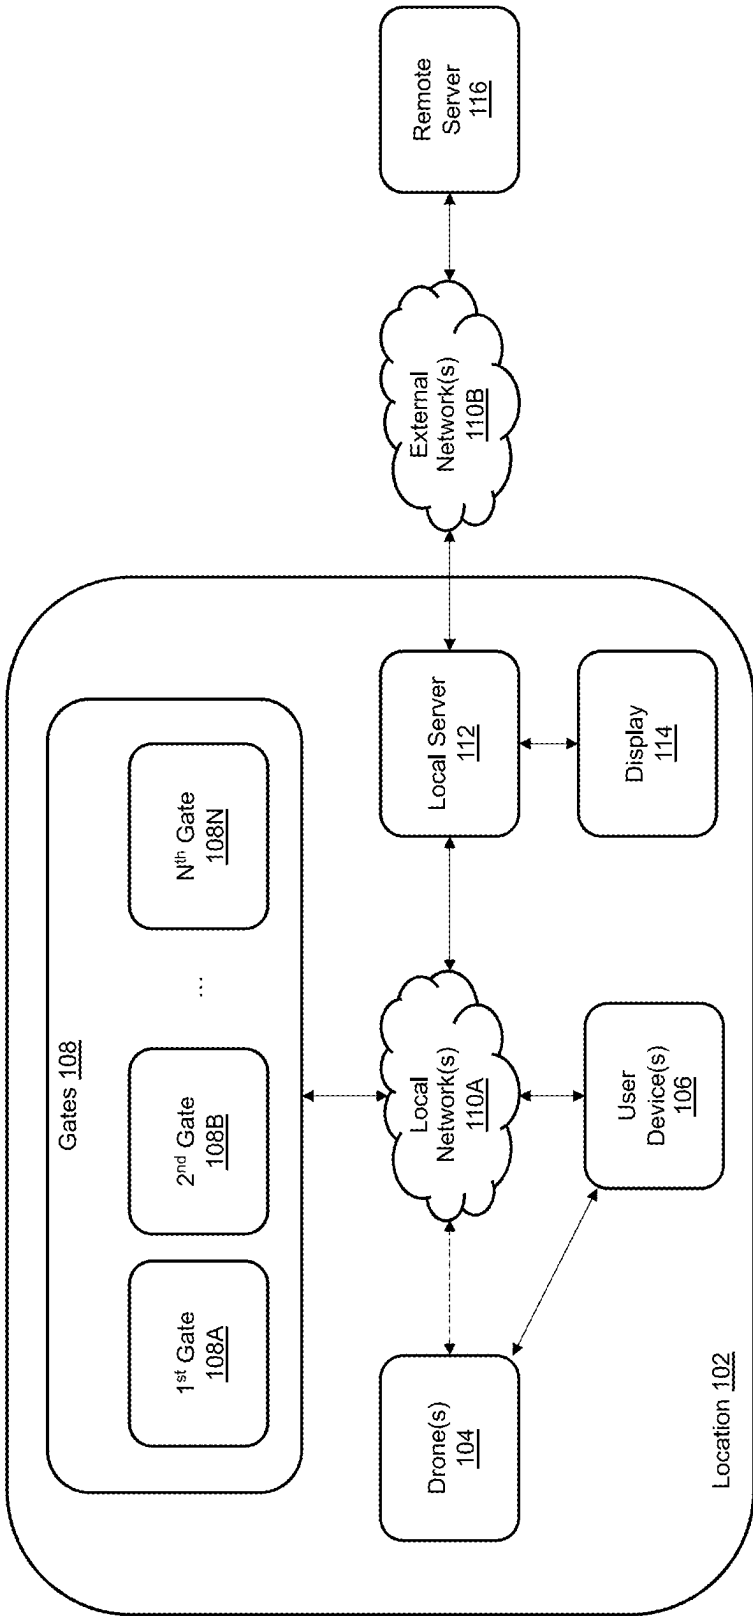 Gates 108
1st Gate
108A
2nd Gate
108B
...
Nth Gate
108N
Drone(s)
104
Local
Network(s)
110A
Local Server
112
External
Network(s)
110B
Remote
Server
116
User
Device(s)
106
Display
114
Location 102